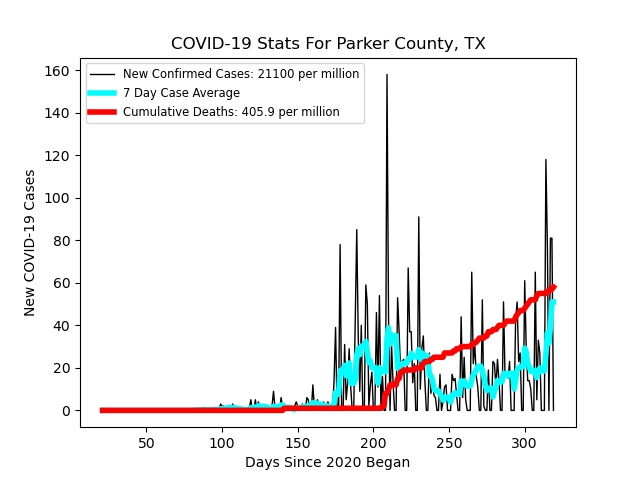 COVID-19 Stats For Parker County, TX
New Confirmed Cases: 21100 per million
7 Day Case Average
Cumulative Deaths: 405.9 per million
New COVID-19 Cases
160
140
120
100
80
60
40
20
0
50 100 150 200 250 300
Days Since 2020 Began